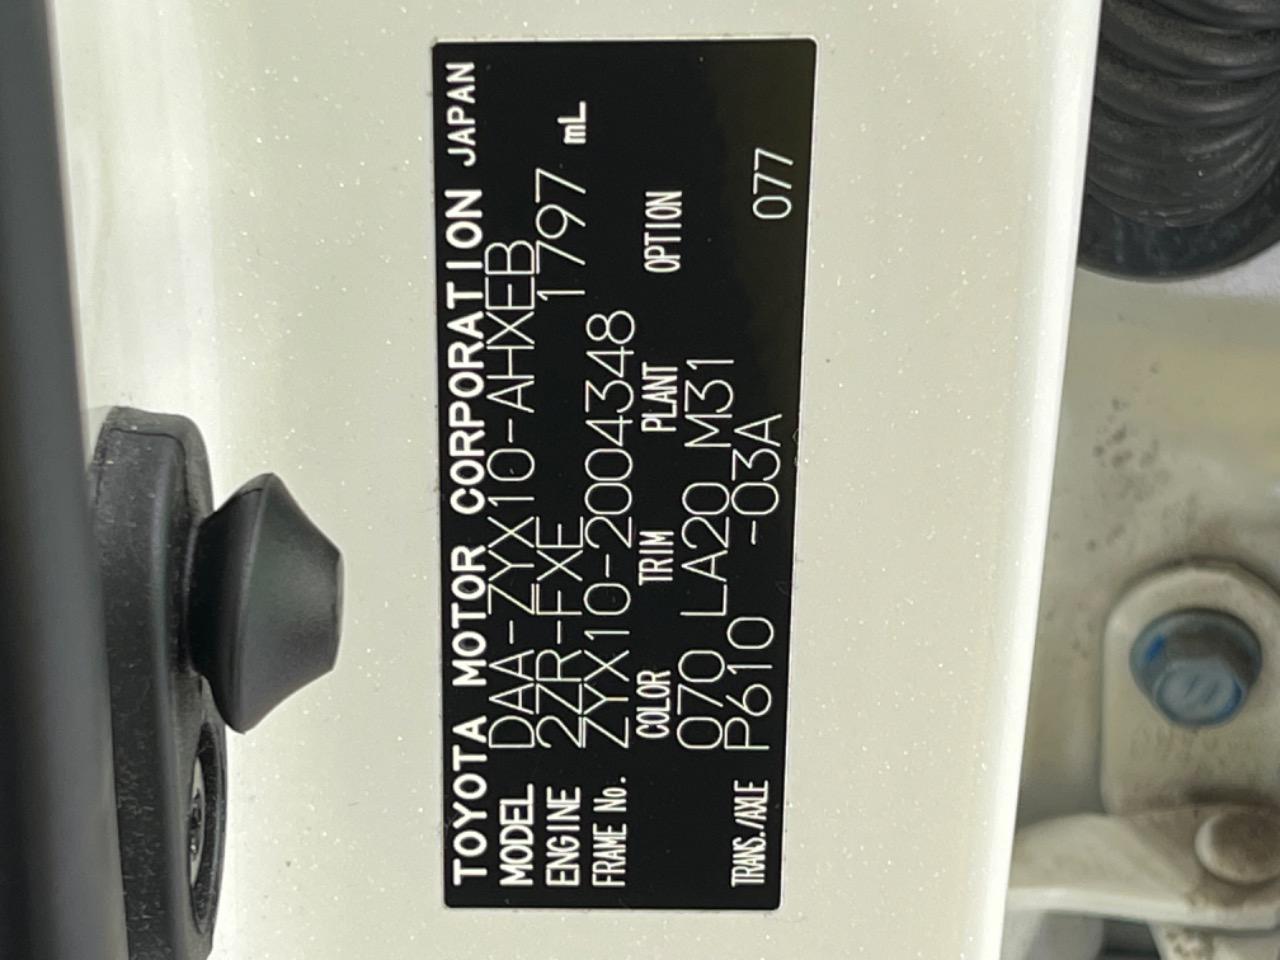 TOYOTA MOTOR CORPORATION JAPAN
MODEL DAA-ZYX10-AHXEB
ENGINE 2ZR-FXE 1797 mL
FRAME No. ZYX10-2004348
COLOR TRIM PLANT OPTION
070 LA20 M31
TRANS./AXLE P610 -03A 077